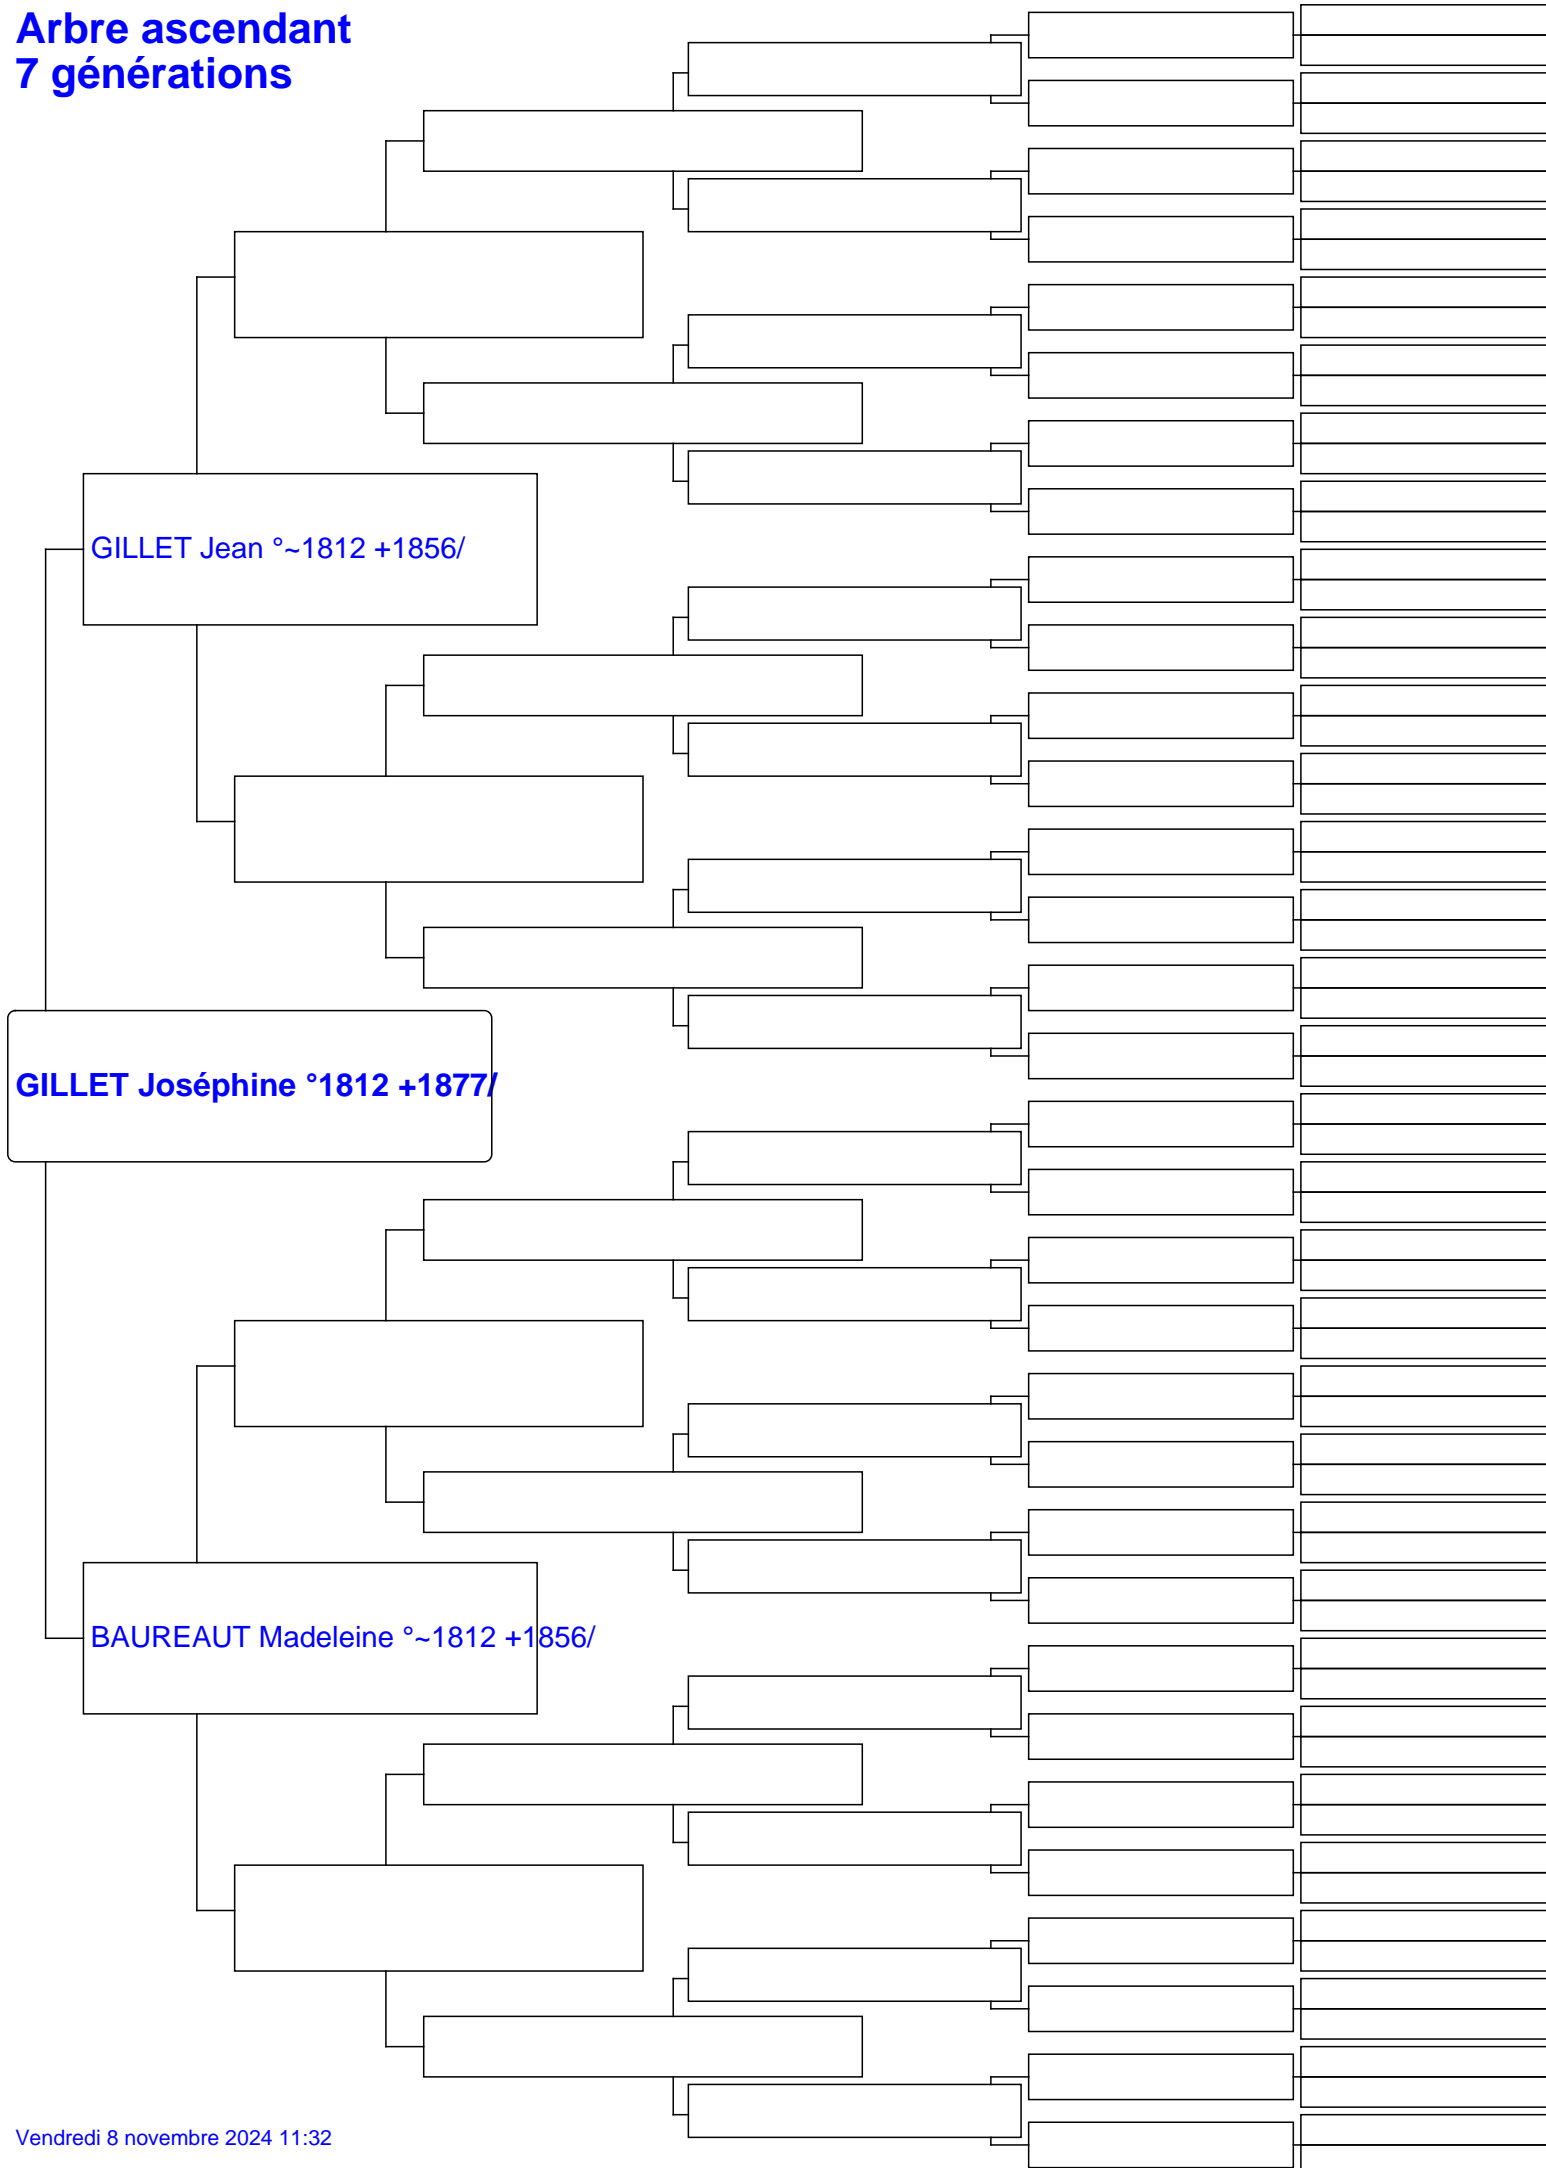 Arbre ascendant
7 générations
GILLET Jean °~1812 +1856/
GILLET Joséphine °1812 +1877/
BAUREAUT Madeleine °~1812 +1856/
Vendredi 8 novembre 2024 11:32